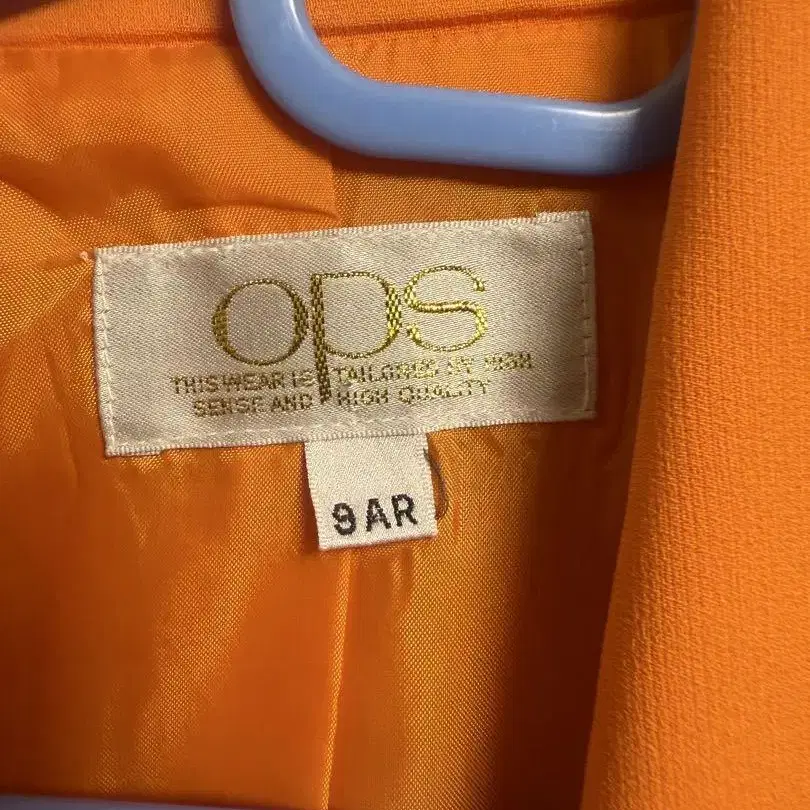 ops
THIS WEAR IS TAILORED BY HIGH
SENSE AND HIGH QUALITY
9AR